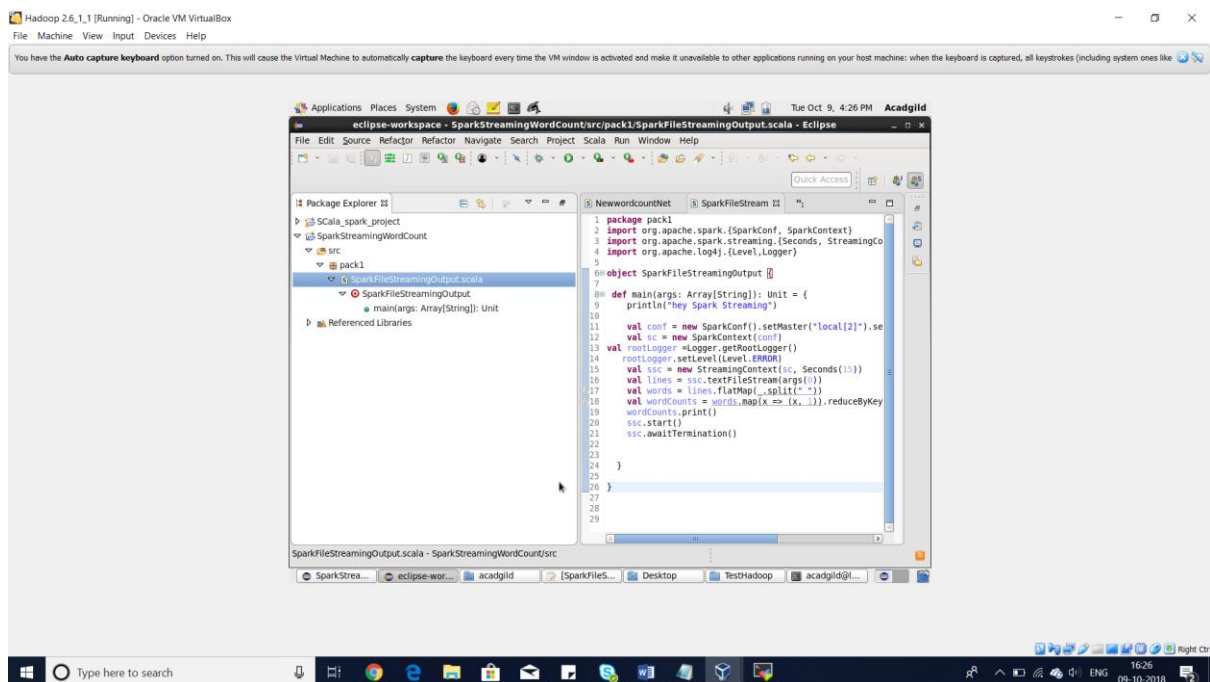 Hadoop 2.6_1_1 [Running] - Oracle VM VirtualBox
File Machine View Input Devices Help
You have the Auto capture keyboard option turned on. This will cause the Virtual Machine to automatically capture the keyboard every time the VM window is activated and make it unavailable to other applications running on your host machine: when the keyboard is captured, all keystrokes (including system ones like
Applications Places System Tue Oct 9, 4:26 PM Acadgild
eclipse-workspace - SparkStreamingWordCount/src/pack1/SparkFileStreamingOutput.scala - Eclipse
File Edit Source Refactor Refactor Navigate Search Project Scala Run Window Help
Quick Access
Package Explorer
SCala_spark_project
SparkStreamingWordCount
src
pack1
SparkFileStreamingOutput.scala
SparkFileStreamingOutput
main(args: Array[String]): Unit
Referenced Libraries
NewwordcountNet SparkFileStream
1 package pack1
2 import org.apache.spark.{SparkConf, SparkContext}
3 import org.apache.spark.streaming.{Seconds, StreamingCo
4 import org.apache.log4j.{Level,Logger}
5
6 object SparkFileStreamingOutput {
7
8 def main(args: Array[String]): Unit = {
9 println("hey Spark Streaming")
10
11 val conf = new SparkConf().setMaster("local[2]").se
12 val sc = new SparkContext(conf)
13 val rootLogger =Logger.getRootLogger()
14 rootLogger.setLevel(Level.ERROR)
15 val ssc = new StreamingContext(sc, Seconds(15))
16 val lines = ssc.textFileStream(args(0))
17 val words = lines.flatMap(_.split(" "))
18 val wordCounts = words.map(x => (x, 1)).reduceByKey
19 wordCounts.print()
20 ssc.start()
21 ssc.awaitTermination()
22
23
24 }
25
26 }
27
28
29
SparkFileStreamingOutput.scala - SparkStreamingWordCount/src
SparkStrea... eclipse-wor... acadgild [SparkFileS... Desktop TestHadoop acadgild@l...
Right Ctr
Type here to search
ENG
16:26
09-10-2018